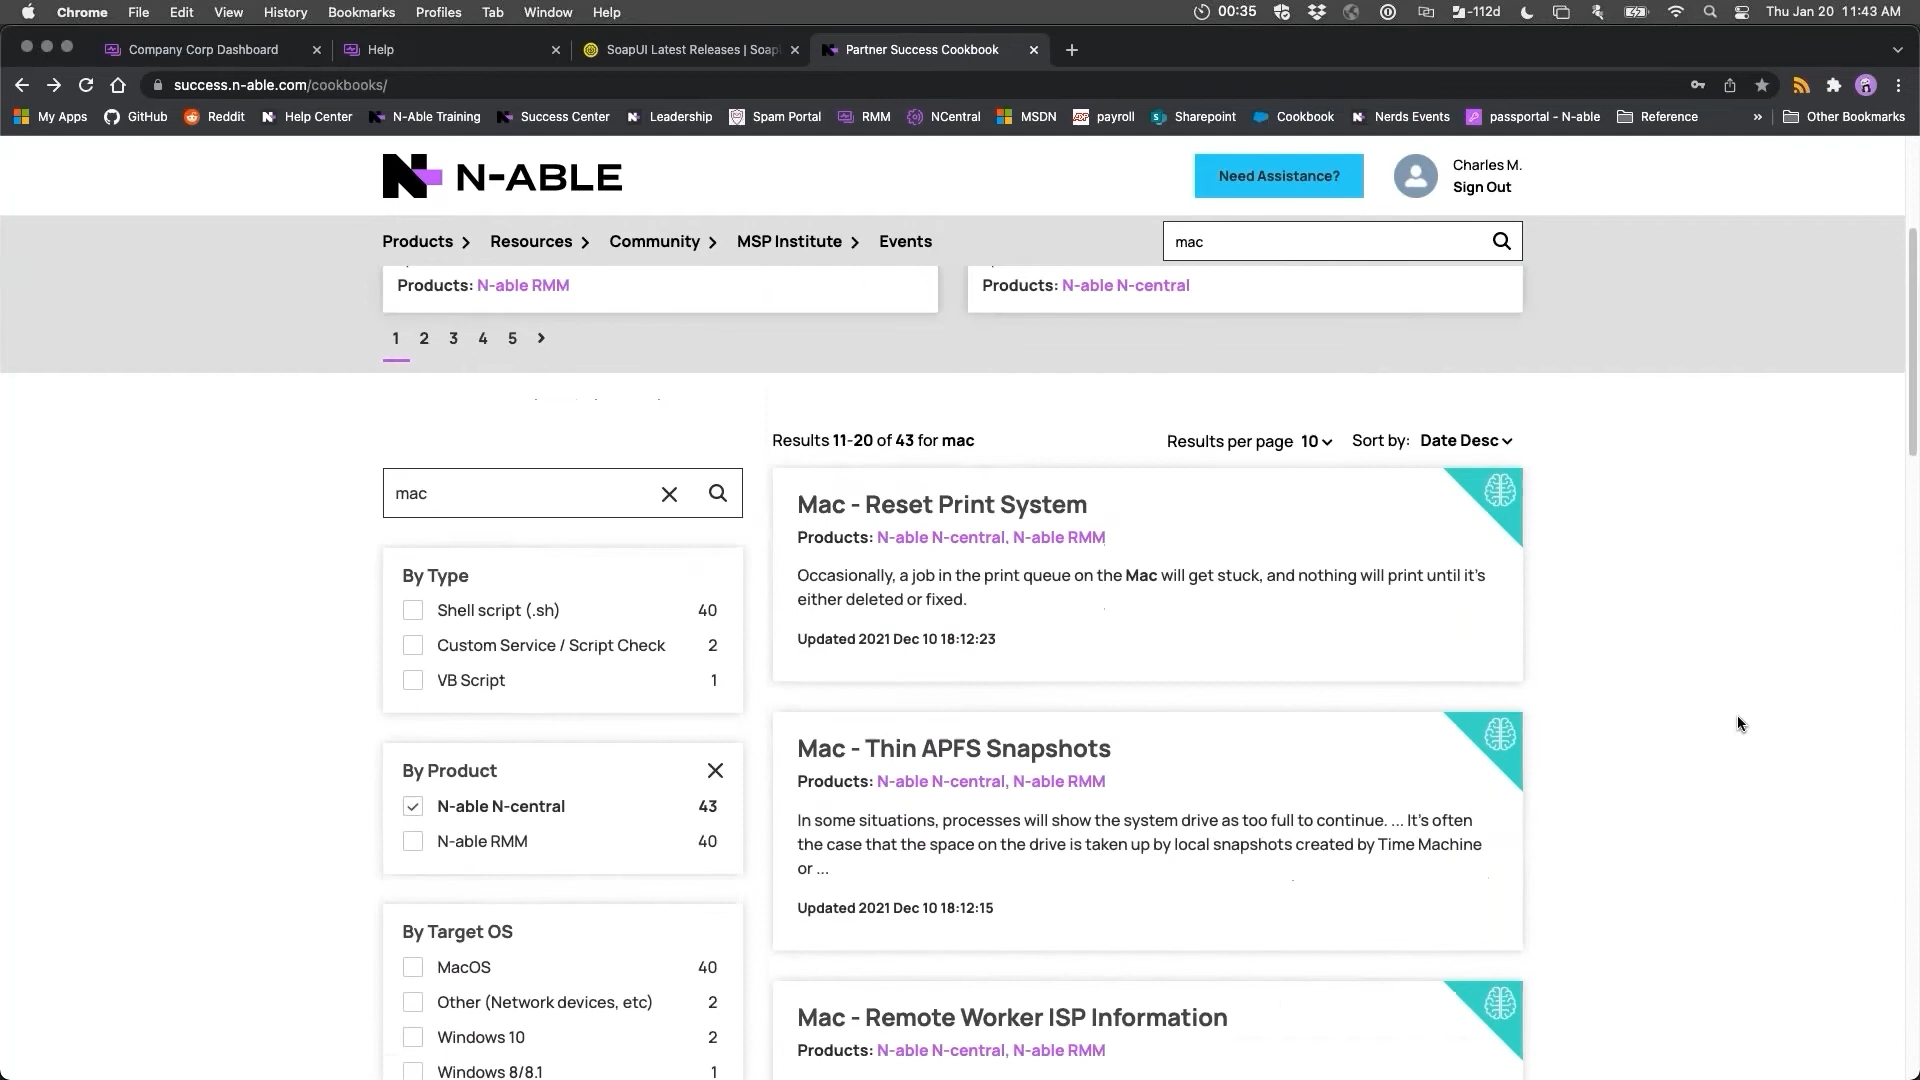 Chrome File Edit View History Bookmarks Profiles Tab Window Help 00:35 -112d Thu Jan 20 11:43 AM
Company Corp Dashboard Help SoapUI Latest Releases | Soap Partner Success Cookbook
success.n-able.com/cookbooks/
My Apps GitHub Reddit Help Center N-Able Training Success Center Leadership Spam Portal RMM NCentral MSDN payroll Sharepoint Cookbook Nerds Events passportal - N-able Reference » Other Bookmarks
N-ABLE Need Assistance? Charles M.
Sign Out
Products Resources Community MSP Institute Events mac
Products: N-able RMM Products: N-able N-central
1 2 3 4 5
Results 11-20 of 43 for mac Results per page 10 Sort by: Date Desc
mac
By Type
Shell script (.sh) 40
Custom Service / Script Check 2
VB Script 1
By Product
N-able N-central 43
N-able RMM 40
By Target OS
MacOS 40
Other (Network devices, etc) 2
Windows 10 2
Windows 8/8.1 1
Mac - Reset Print System
Products: N-able N-central, N-able RMM
Occasionally, a job in the print queue on the Mac will get stuck, and nothing will print until it's
either deleted or fixed.
Updated 2021 Dec 10 18:12:23
Mac - Thin APFS Snapshots
Products: N-able N-central, N-able RMM
In some situations, processes will show the system drive as too full to continue. ... It's often
the case that the space on the drive is taken up by local snapshots created by Time Machine
or ...
Updated 2021 Dec 10 18:12:15
Mac - Remote Worker ISP Information
Products: N-able N-central, N-able RMM